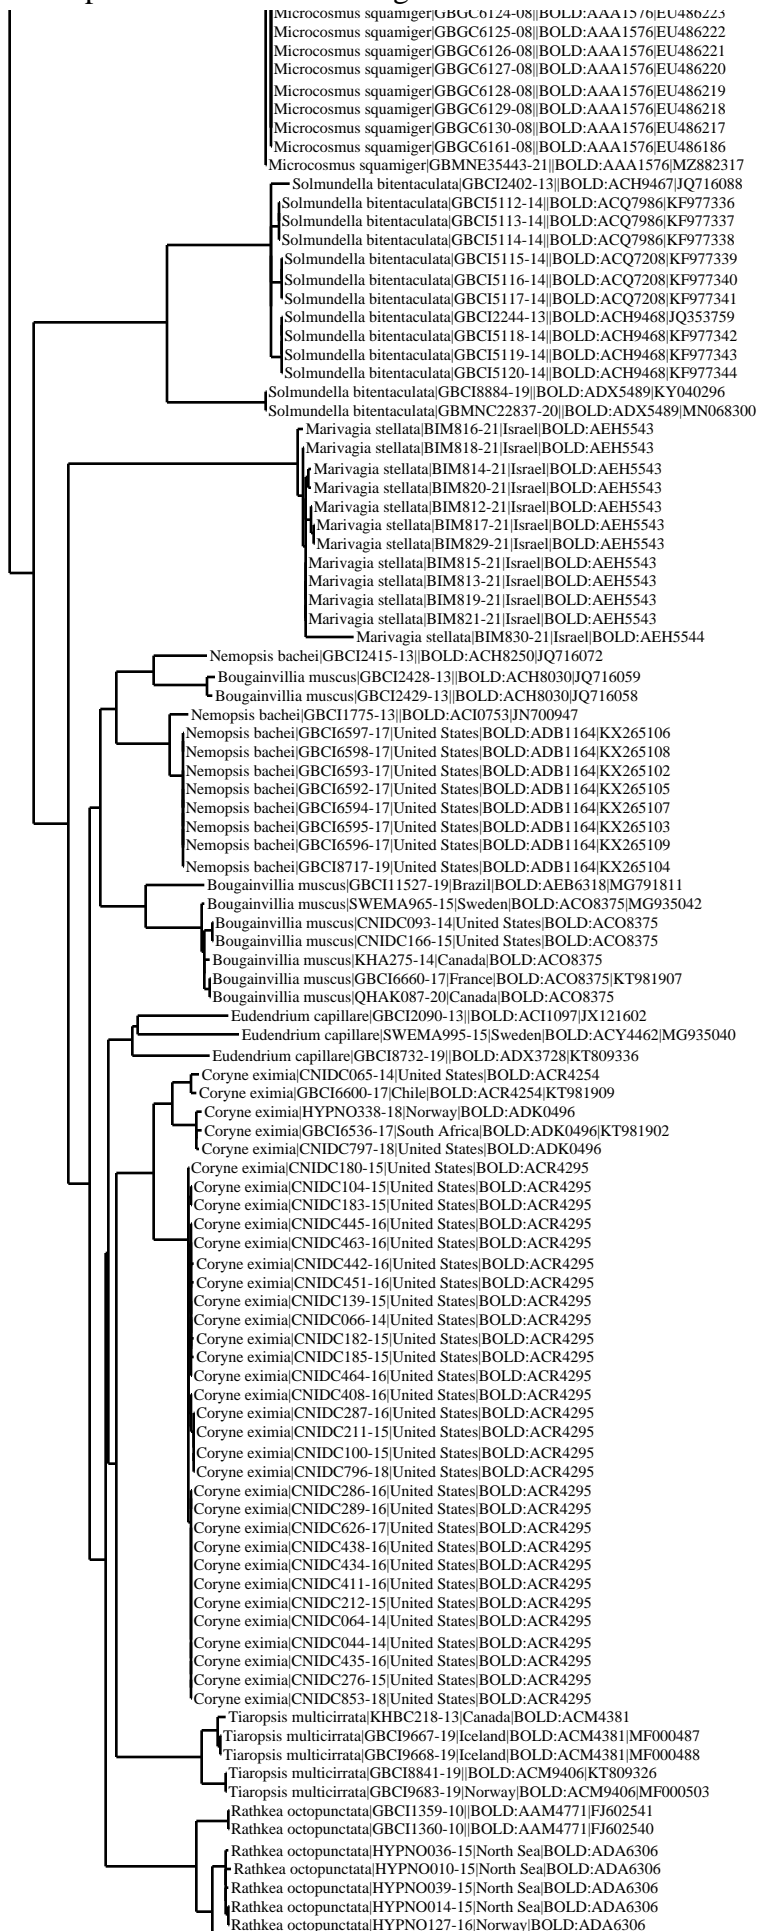 Microcosmus squamiger|GBGC6124-08||BOLD:AAA1576|EU486223
Microcosmus squamiger|GBGC6125-08||BOLD:AAA1576|EU486222
Microcosmus squamiger|GBGC6126-08||BOLD:AAA1576|EU486221
Microcosmus squamiger|GBGC6127-08||BOLD:AAA1576|EU486220
Microcosmus squamiger|GBGC6128-08||BOLD:AAA1576|EU486219
Microcosmus squamiger|GBGC6129-08||BOLD:AAA1576|EU486218
Microcosmus squamiger|GBGC6130-08||BOLD:AAA1576|EU486217
Microcosmus squamiger|GBGC6161-08||BOLD:AAA1576|EU486186
Microcosmus squamiger|GBMNE35443-21||BOLD:AAA1576|MZ882317
Solmundella bitentaculata|GBCI2402-13||BOLD:ACH9467|JQ716088
Solmundella bitentaculata|GBCI5112-14||BOLD:ACQ7986|KF977336
Solmundella bitentaculata|GBCI5113-14||BOLD:ACQ7986|KF977337
Solmundella bitentaculata|GBCI5114-14||BOLD:ACQ7986|KF977338
Solmundella bitentaculata|GBCI5115-14||BOLD:ACQ7208|KF977339
Solmundella bitentaculata|GBCI5116-14||BOLD:ACQ7208|KF977340
Solmundella bitentaculata|GBCI5117-14||BOLD:ACQ7208|KF977341
Solmundella bitentaculata|GBCI2244-13||BOLD:ACH9468|JQ353759
Solmundella bitentaculata|GBCI5118-14||BOLD:ACH9468|KF977342
Solmundella bitentaculata|GBCI5119-14||BOLD:ACH9468|KF977343
Solmundella bitentaculata|GBCI5120-14||BOLD:ACH9468|KF977344
Solmundella bitentaculata|GBCI8884-19||BOLD:ADX5489|KY040296
Solmundella bitentaculata|GBMNC22837-20||BOLD:ADX5489|MN068300
Marivagia stellata|BIM816-21|Israel|BOLD:AEH5543
Marivagia stellata|BIM818-21|Israel|BOLD:AEH5543
Marivagia stellata|BIM814-21|Israel|BOLD:AEH5543
Marivagia stellata|BIM820-21|Israel|BOLD:AEH5543
Marivagia stellata|BIM812-21|Israel|BOLD:AEH5543
Marivagia stellata|BIM817-21|Israel|BOLD:AEH5543
Marivagia stellata|BIM829-21|Israel|BOLD:AEH5543
Marivagia stellata|BIM815-21|Israel|BOLD:AEH5543
Marivagia stellata|BIM813-21|Israel|BOLD:AEH5543
Marivagia stellata|BIM819-21|Israel|BOLD:AEH5543
Marivagia stellata|BIM821-21|Israel|BOLD:AEH5543
Marivagia stellata|BIM830-21|Israel|BOLD:AEH5544
Nemopsis bachei|GBCI2415-13||BOLD:ACH8250|JQ716072
Bougainvillia muscus|GBCI2428-13||BOLD:ACH8030|JQ716059
Bougainvillia muscus|GBCI2429-13||BOLD:ACH8030|JQ716058
Nemopsis bachei|GBCI1775-13||BOLD:ACI0753|JN700947
Nemopsis bachei|GBCI6597-17|United States|BOLD:ADB1164|KX265106
Nemopsis bachei|GBCI6598-17|United States|BOLD:ADB1164|KX265108
Nemopsis bachei|GBCI6593-17|United States|BOLD:ADB1164|KX265102
Nemopsis bachei|GBCI6592-17|United States|BOLD:ADB1164|KX265105
Nemopsis bachei|GBCI6594-17|United States|BOLD:ADB1164|KX265107
Nemopsis bachei|GBCI6595-17|United States|BOLD:ADB1164|KX265103
Nemopsis bachei|GBCI6596-17|United States|BOLD:ADB1164|KX265109
Nemopsis bachei|GBCI8717-19|United States|BOLD:ADB1164|KX265104
Bougainvillia muscus|GBCI11527-19|Brazil|BOLD:AEB6318|MG791811
Bougainvillia muscus|SWEMA965-15|Sweden|BOLD:ACO8375|MG935042
Bougainvillia muscus|CNIDC093-14|United States|BOLD:ACO8375
Bougainvillia muscus|CNIDC166-15|United States|BOLD:ACO8375
Bougainvillia muscus|KHA275-14|Canada|BOLD:ACO8375
Bougainvillia muscus|GBCI6660-17|France|BOLD:ACO8375|KT981907
Bougainvillia muscus|QHAK087-20|Canada|BOLD:ACO8375
Eudendrium capillare|GBCI2090-13||BOLD:ACI1097|JX121602
Eudendrium capillare|SWEMA995-15|Sweden|BOLD:ACY4462|MG935040
Eudendrium capillare|GBCI8732-19||BOLD:ADX3728|KT809336
Coryne eximia|CNIDC065-14|United States|BOLD:ACR4254
Coryne eximia|GBCI6600-17|Chile|BOLD:ACR4254|KT981909
Coryne eximia|HYPNO338-18|Norway|BOLD:ADK0496
Coryne eximia|GBCI6536-17|South Africa|BOLD:ADK0496|KT981902
Coryne eximia|CNIDC797-18|United States|BOLD:ADK0496
Coryne eximia|CNIDC180-15|United States|BOLD:ACR4295
Coryne eximia|CNIDC104-15|United States|BOLD:ACR4295
Coryne eximia|CNIDC183-15|United States|BOLD:ACR4295
Coryne eximia|CNIDC445-16|United States|BOLD:ACR4295
Coryne eximia|CNIDC463-16|United States|BOLD:ACR4295
Coryne eximia|CNIDC442-16|United States|BOLD:ACR4295
Coryne eximia|CNIDC451-16|United States|BOLD:ACR4295
Coryne eximia|CNIDC139-15|United States|BOLD:ACR4295
Coryne eximia|CNIDC066-14|United States|BOLD:ACR4295
Coryne eximia|CNIDC182-15|United States|BOLD:ACR4295
Coryne eximia|CNIDC185-15|United States|BOLD:ACR4295
Coryne eximia|CNIDC464-16|United States|BOLD:ACR4295
Coryne eximia|CNIDC408-16|United States|BOLD:ACR4295
Coryne eximia|CNIDC287-16|United States|BOLD:ACR4295
Coryne eximia|CNIDC211-15|United States|BOLD:ACR4295
Coryne eximia|CNIDC100-15|United States|BOLD:ACR4295
Coryne eximia|CNIDC796-18|United States|BOLD:ACR4295
Coryne eximia|CNIDC286-16|United States|BOLD:ACR4295
Coryne eximia|CNIDC289-16|United States|BOLD:ACR4295
Coryne eximia|CNIDC626-17|United States|BOLD:ACR4295
Coryne eximia|CNIDC438-16|United States|BOLD:ACR4295
Coryne eximia|CNIDC434-16|United States|BOLD:ACR4295
Coryne eximia|CNIDC411-16|United States|BOLD:ACR4295
Coryne eximia|CNIDC212-15|United States|BOLD:ACR4295
Coryne eximia|CNIDC064-14|United States|BOLD:ACR4295
Coryne eximia|CNIDC044-14|United States|BOLD:ACR4295
Coryne eximia|CNIDC435-16|United States|BOLD:ACR4295
Coryne eximia|CNIDC276-15|United States|BOLD:ACR4295
Coryne eximia|CNIDC853-18|United States|BOLD:ACR4295
Tiaropsis multicirrata|KHBC218-13|Canada|BOLD:ACM4381
Tiaropsis multicirrata|GBCI9667-19|Iceland|BOLD:ACM4381|MF000487
Tiaropsis multicirrata|GBCI9668-19|Iceland|BOLD:ACM4381|MF000488
Tiaropsis multicirrata|GBCI8841-19||BOLD:ACM9406|KT809326
Tiaropsis multicirrata|GBCI9683-19|Norway|BOLD:ACM9406|MF000503
Rathkea octopunctata|GBCI1359-10||BOLD:AAM4771|FJ602541
Rathkea octopunctata|GBCI1360-10||BOLD:AAM4771|FJ602540
Rathkea octopunctata|HYPNO036-15|North Sea|BOLD:ADA6306
Rathkea octopunctata|HYPNO010-15|North Sea|BOLD:ADA6306
Rathkea octopunctata|HYPNO039-15|North Sea|BOLD:ADA6306
Rathkea octopunctata|HYPNO014-15|North Sea|BOLD:ADA6306
Rathkea octopunctata|HYPNO127-16|Norway|BOLD:ADA6306